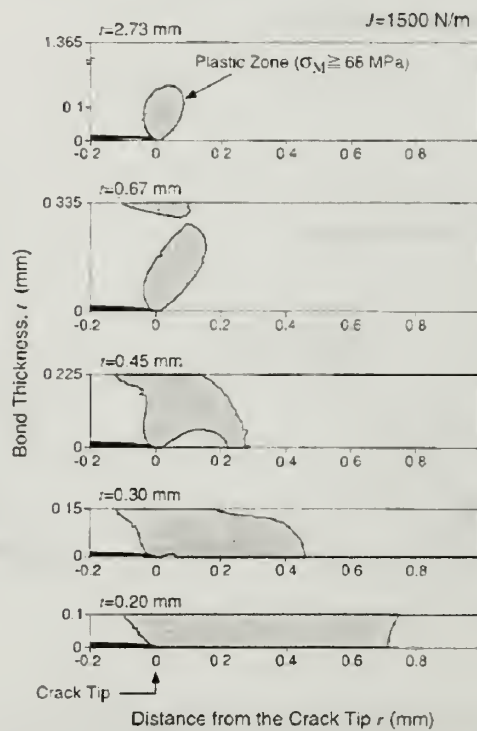 J=1500 N/m
t=2.73 mm
1.365
Plastic Zone (σM≧68 MPa)
0 1
0
-0.2 0 0.2 0.4 0.6 0.8
t=0.67 mm
0 335
0
-0.2 0 0.2 0.4 0.6 0.8
t=0.45 mm
0.225
0
-0.2 0 0.2 0.4 0.6 0.8
t=0.30 mm
0 15
0
-0.2 0 0.2 0.4 0.6 0.8
t=0.20 mm
0.1
0
-0.2 0 0.2 0.4 0.6 0.8
Bond Thickness, t (mm)
Crack Tip
Distance from the Crack Tip r (mm)